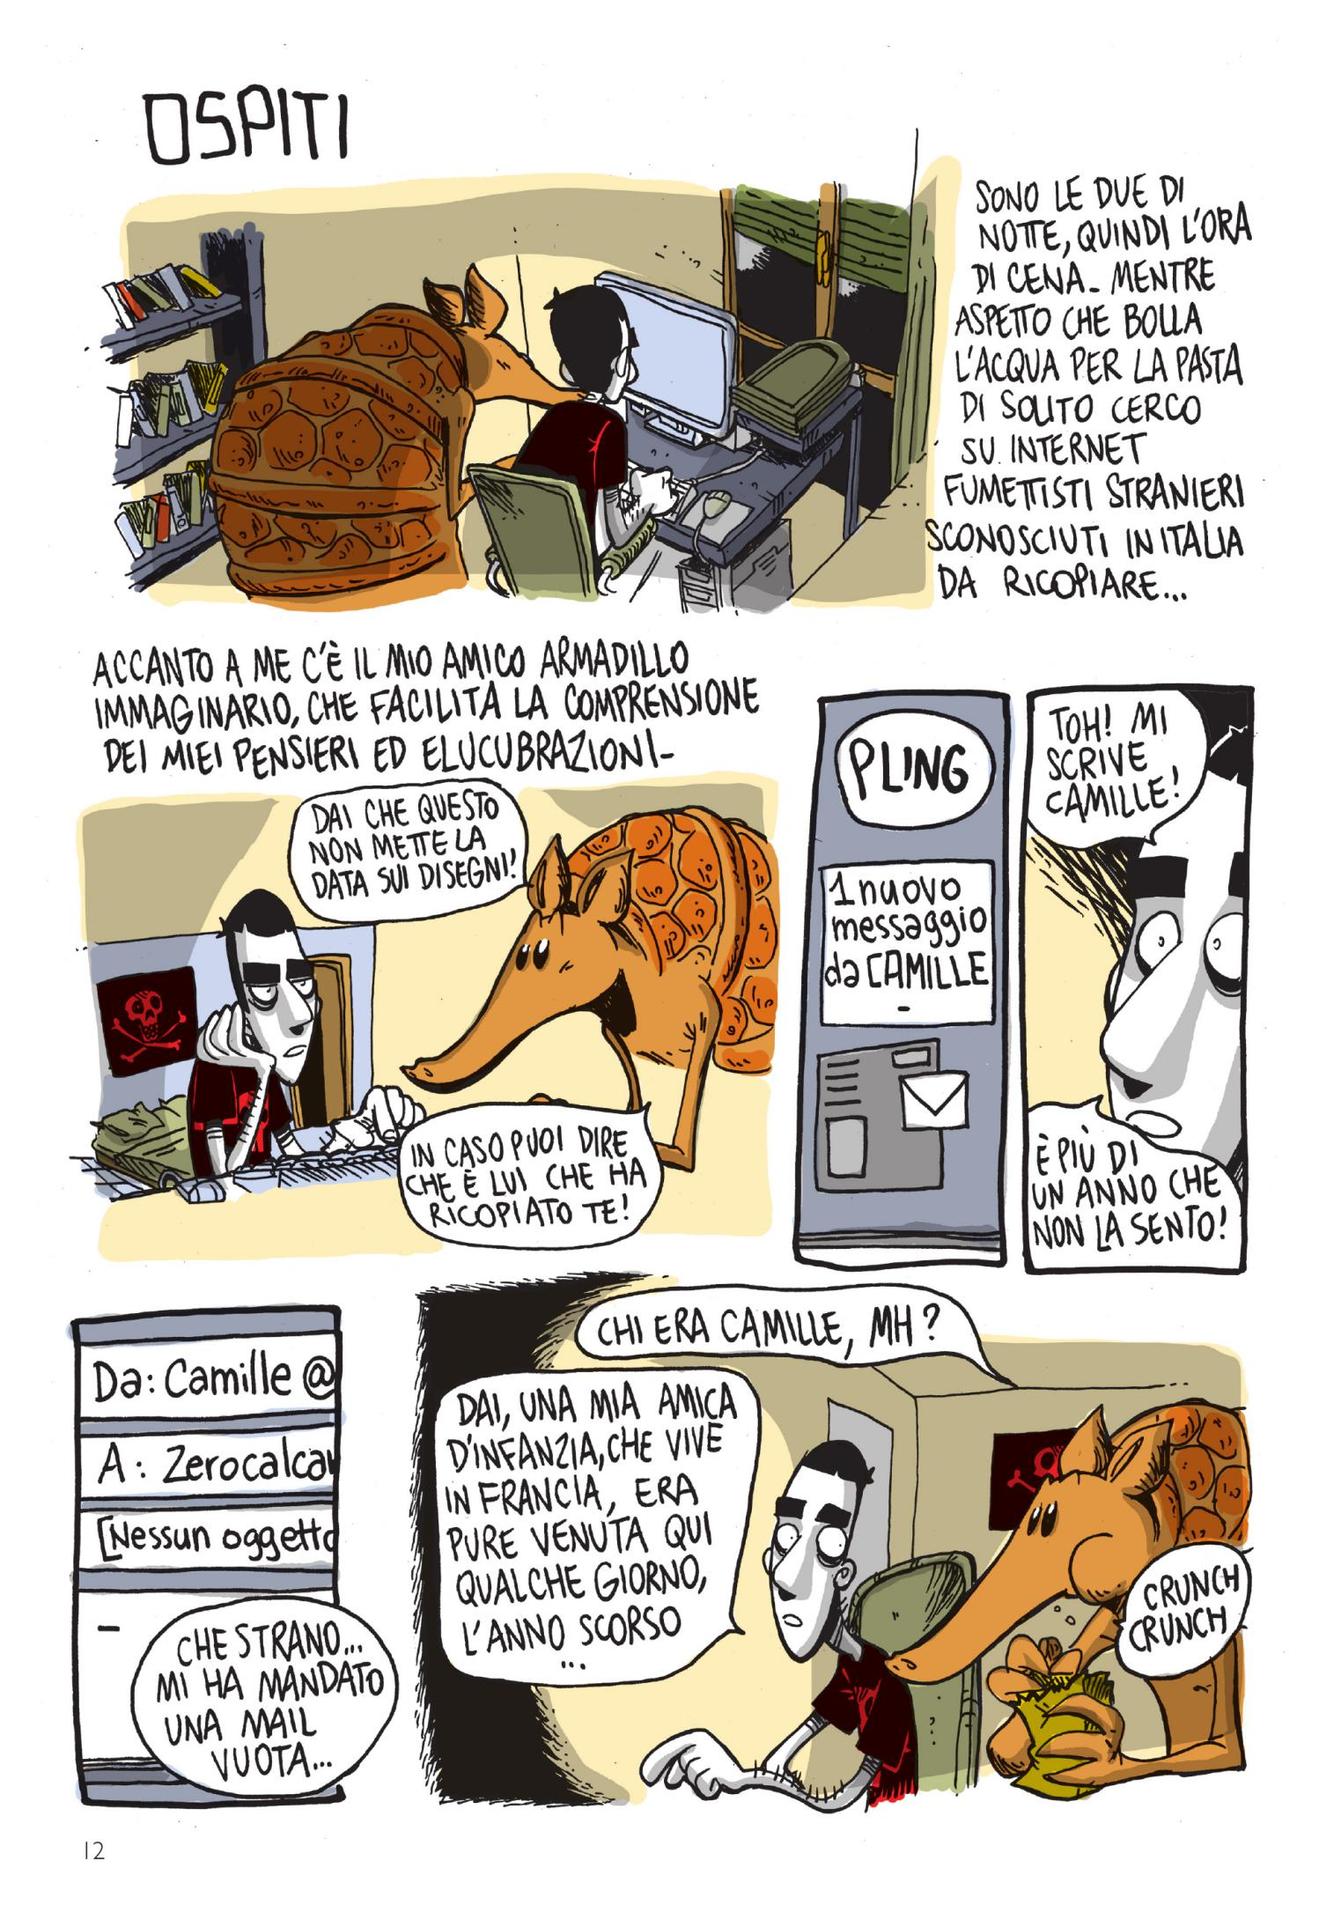 OSPITI
SONO LE DUE DI
NOTTE, QUINDI L'ORA
DI CENA. MENTRE
ASPETTO CHE BOLLA
L'ACQUA PER LA PASTA
DI SOLITO CERCO
SU INTERNET
FUMETTISTI STRANIERI
SCONOSCIUTI IN ITALIA
DA RICOPIARE...
ACCANTO A ME C'È IL MIO AMICO ARMADILLO
IMMAGINARIO, CHE FACILITA LA COMPRENSIONE
DEI MIEI PENSIERI ED ELUCUBRAZIONI-
DAI CHE QUESTO
NON METTE LA
DATA SUI DISEGNI!
IN CASO PUOI DIRE
CHE È LUI CHE HA
RICOPIATO TE!
PLING
1 nuovo
messaggio
da CAMILLE
-
TOH! MI
SCRIVE
CAMILLE!
È PIÙ DI
UN ANNO CHE
NON LA SENTO!
Da: Camille @
A: Zerocalca
[Nessun oggetto
-
CHE STRANO...
MI HA MANDATO
UNA MAIL
VUOTA...
CHI ERA CAMILLE, MH?
DAI, UNA MIA AMICA
D'INFANZIA, CHE VIVE
IN FRANCIA, ERA
PURE VENUTA QUI
QUALCHE GIORNO,
L'ANNO SCORSO
...
CRUNCH
CRUNCH
12